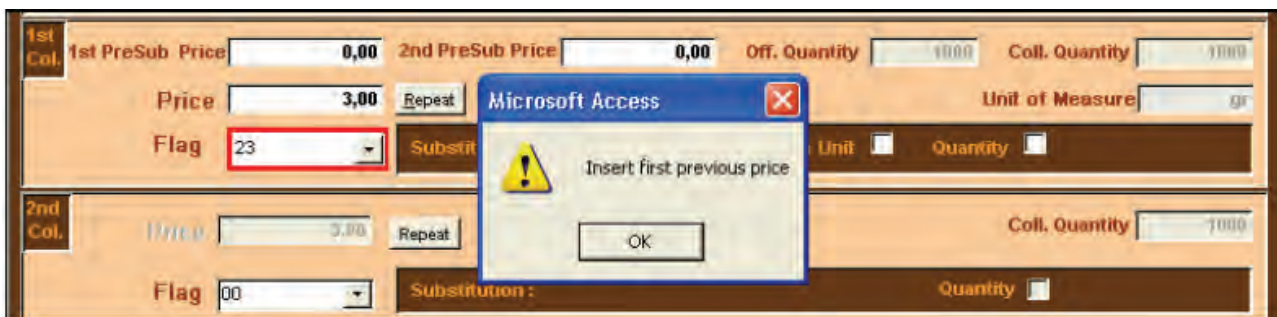 1st Col. 1st PreSub Price 0,00 2nd PreSub Price 0,00 Off. Quantity 1000 Coll. Quantity 1000
Price 3,00 Repeat Unit of Measure gr
Flag 23 Substit Unit Quantity
Microsoft Access
Insert first previous price
OK
2nd Col. Price 3,00 Repeat Coll. Quantity 1000
Flag 00 Substitution : Quantity